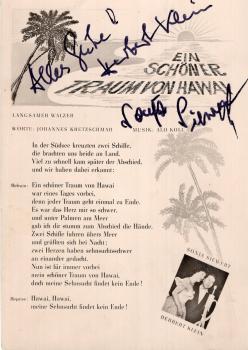 Alles Gute!
Herbert Klein
EIN
SCHÖNER
TRAUM VON HAWAI
LANGSAMER WALZER
WORTE: JOHANNES KRETZSCHMAR
MUSIK:
Sonja
In der Südsee kreuzten zwei Schiffe,
die brachten uns beide an Land.
Viel zu schnell kam später der Abschied,
und wir haben dabei erkannt:
Refrain: Ein schöner Traum von Hawai
war eines Tages vorbei,
denn jeder Traum geht einmal zu Ende.
Es war das Herz mir so schwer,
und unter Palmen am Meer
gab ich dir stumm zum Abschied die Hände.
Zwei Schiffe fuhren übers Meer
und grüßten sich bei Nacht;
zwei Herzen haben sehnsuchtsschwer
an einander gedacht.
Nun ist für immer vorbei
mein schöner Traum von Hawai,
doch meine Sehnsucht findet kein Ende!
Hawai, Hawai,
meine Sehnsucht findet kein Ende!
SONJA
HERBERT KLEIN